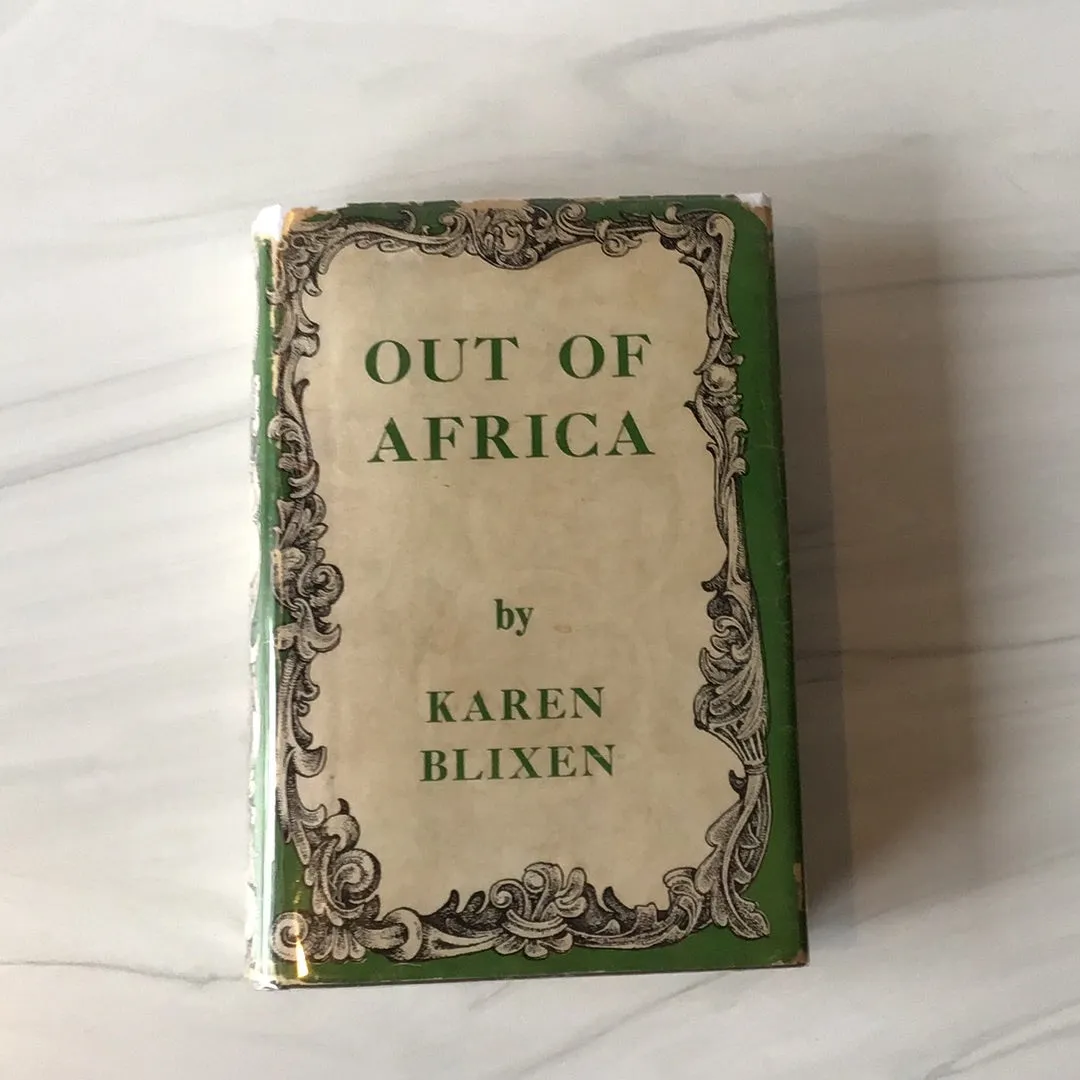 OUT OF
AFRICA
by
KAREN
BLIXEN